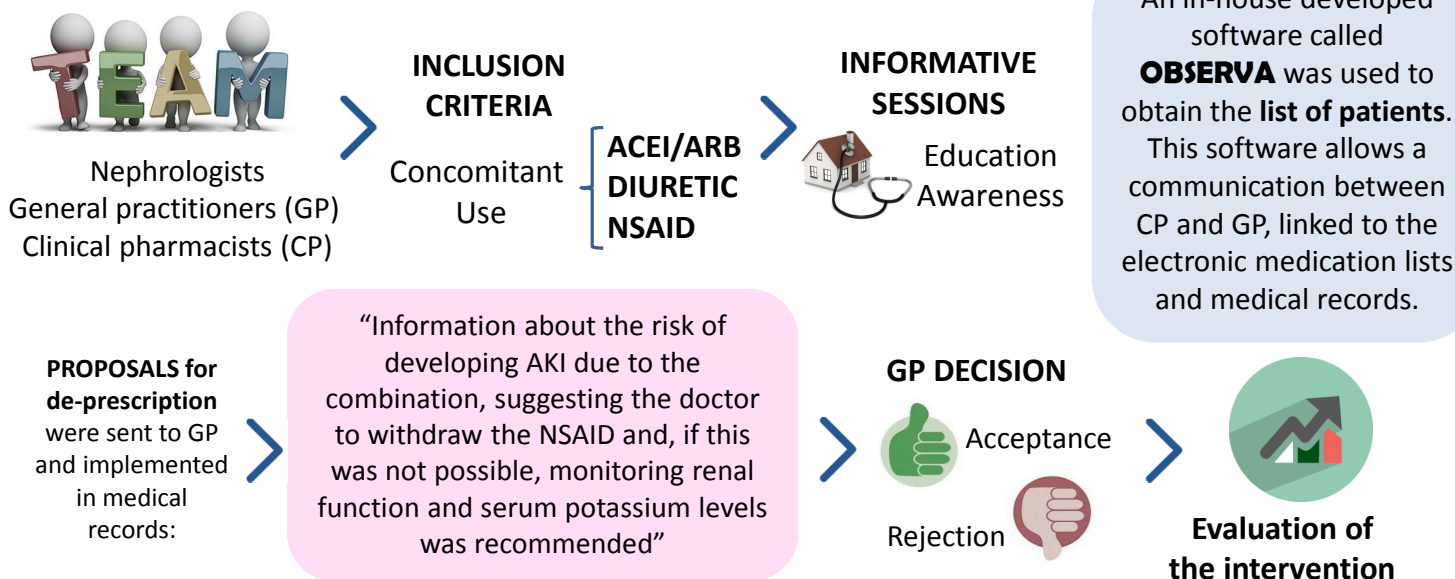 TEAM
Nephrologists
General practitioners (GP)
Clinical pharmacists (CP)
INCLUSION
CRITERIA
Concomitant
Use
ACEI/ARB
DIURETIC
NSAID
INFORMATIVE
SESSIONS
Education
Awareness
An in-house developed
software called
OBSERVA was used to
obtain the list of patients.
This software allows a
communication between
CP and GP, linked to the
electronic medication lists
and medical records.
PROPOSALS for
de-prescription
were sent to GP
and implemented
in medical
records:
“Information about the risk of
developing AKI due to the
combination, suggesting the doctor
to withdraw the NSAID and, if this
was not possible, monitoring renal
function and serum potassium levels
was recommended”
GP DECISION
Acceptance
Rejection
Evaluation of
the intervention